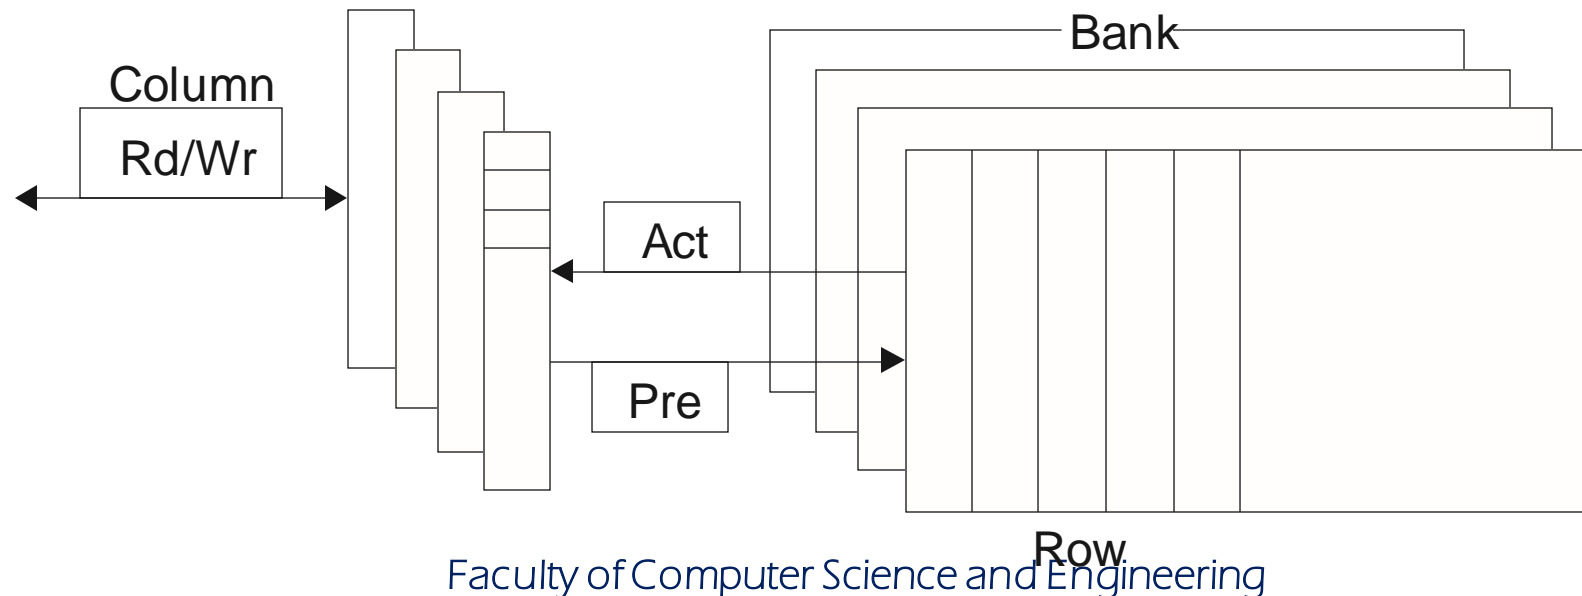 Bank
Column
Rd/Wr
Act
Pre
Row
Faculty of Computer Science and Engineering